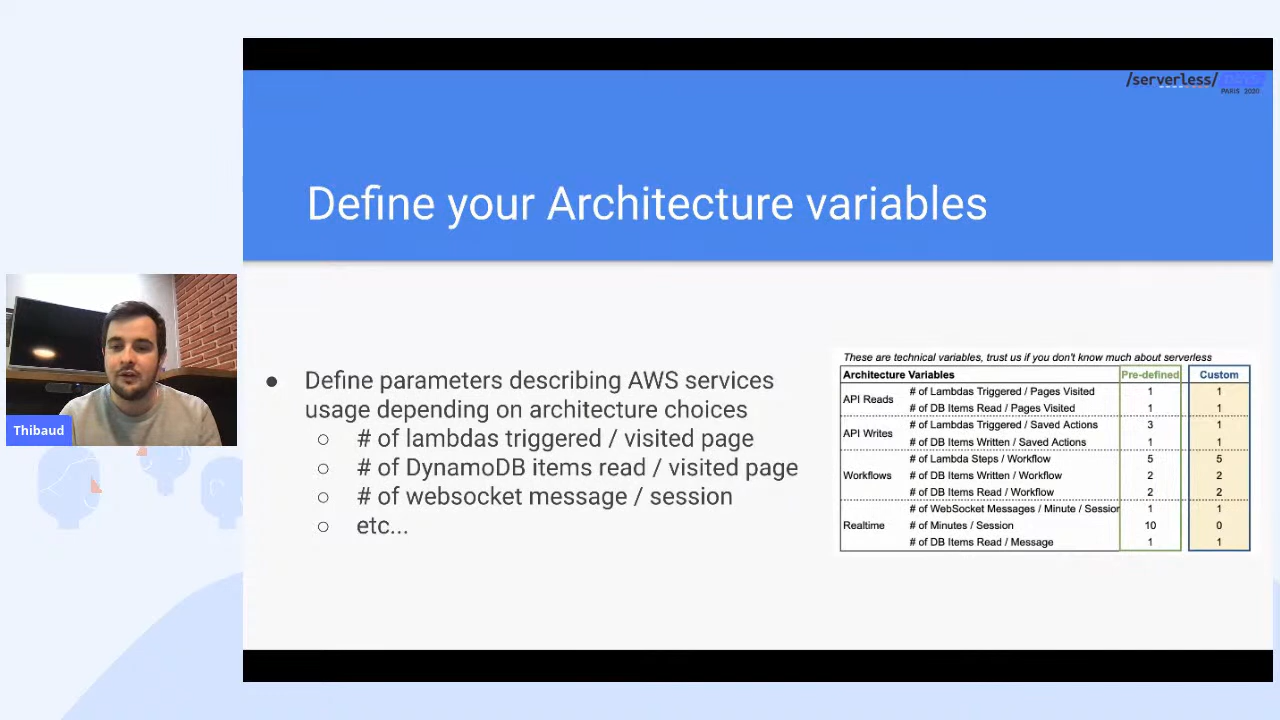 /serverless/
PARIS 2020
Define your Architecture variables
Thibaud
● Define parameters describing AWS services
usage depending on architecture choices
○ # of lambdas triggered / visited page
○ # of DynamoDB items read / visited page
○ # of websocket message / session
○ etc...
These are technical variables, trust us if you don't know much about serverless
Architecture Variables Pre-defined Custom
API Reads # of Lambdas Triggered / Pages Visited 1 1
# of DB Items Read / Pages Visited 1 1
API Writes # of Lambdas Triggered / Saved Actions 3 1
# of DB Items Written / Saved Actions 1 1
Workflows # of Lambda Steps / Workflow 5 5
# of DB Items Written / Workflow 2 2
# of DB Items Read / Workflow 2 2
Realtime # of WebSocket Messages / Minute / Session 1 1
# of Minutes / Session 10 0
# of DB Items Read / Message 1 1